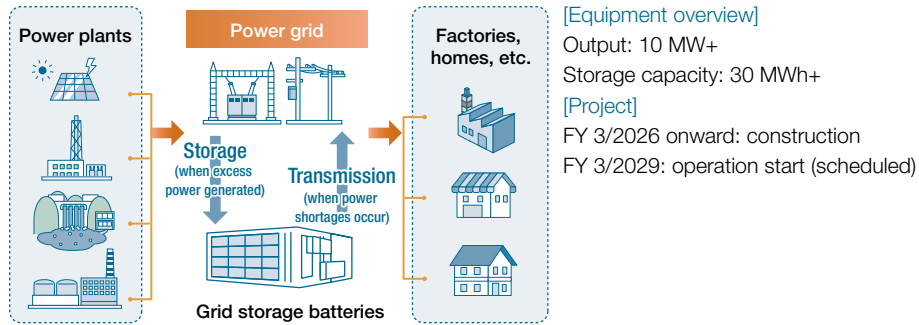 Power plants
Power grid
Factories,
homes, etc.
Storage
(when excess
power generated)
Transmission
(when power
shortages occur)
Grid storage batteries
[Equipment overview]
Output: 10 MW+
Storage capacity: 30 MWh+
[Project]
FY 3/2026 onward: construction
FY 3/2029: operation start (scheduled)